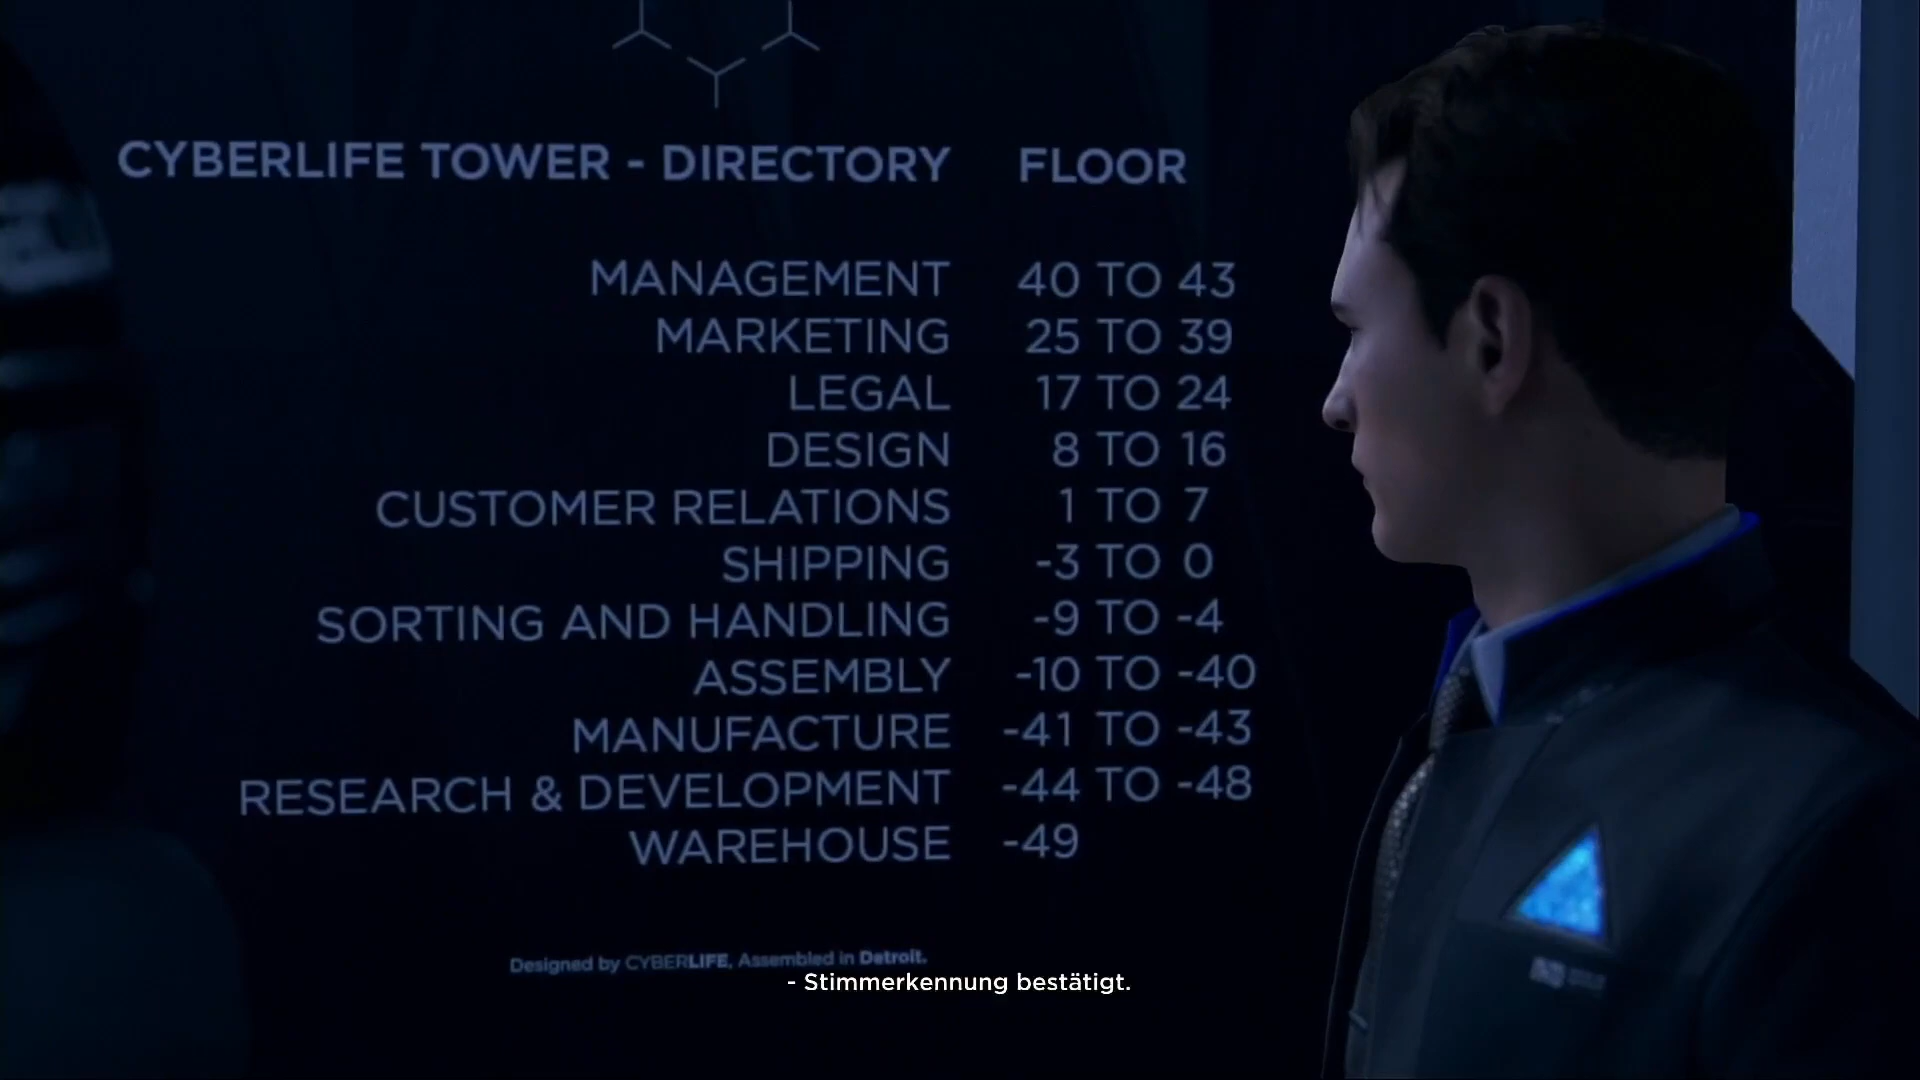 CYBERLIFE TOWER - DIRECTORY FLOOR
MANAGEMENT 40 TO 43
MARKETING 25 TO 39
LEGAL 17 TO 24
DESIGN 8 TO 16
CUSTOMER RELATIONS 1 TO 7
SHIPPING -3 TO 0
SORTING AND HANDLING -9 TO -4
ASSEMBLY -10 TO -40
MANUFACTURE -41 TO -43
RESEARCH & DEVELOPMENT -44 TO -48
WAREHOUSE -49
Designed by CYBERLIFE, Assembled in Detroit.
- Stimmerkennung bestätigt.